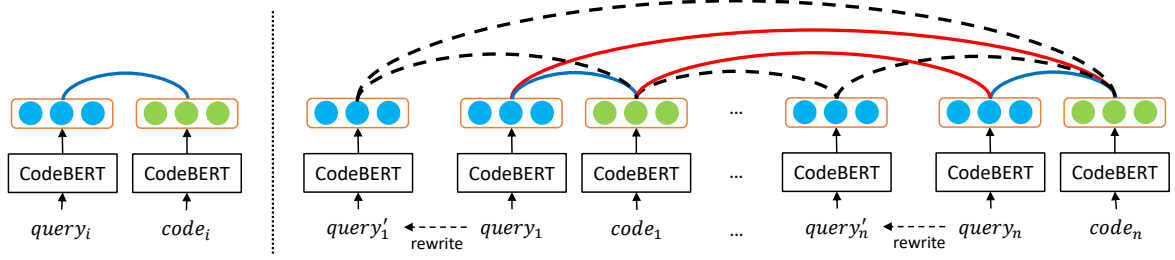 ... ...
CodeBERT CodeBERT CodeBERT CodeBERT CodeBERT ... CodeBERT CodeBERT CodeBERT
query_i code_i query'_1 rewrite query_1 code_1 ... query'_n rewrite query_n code_n